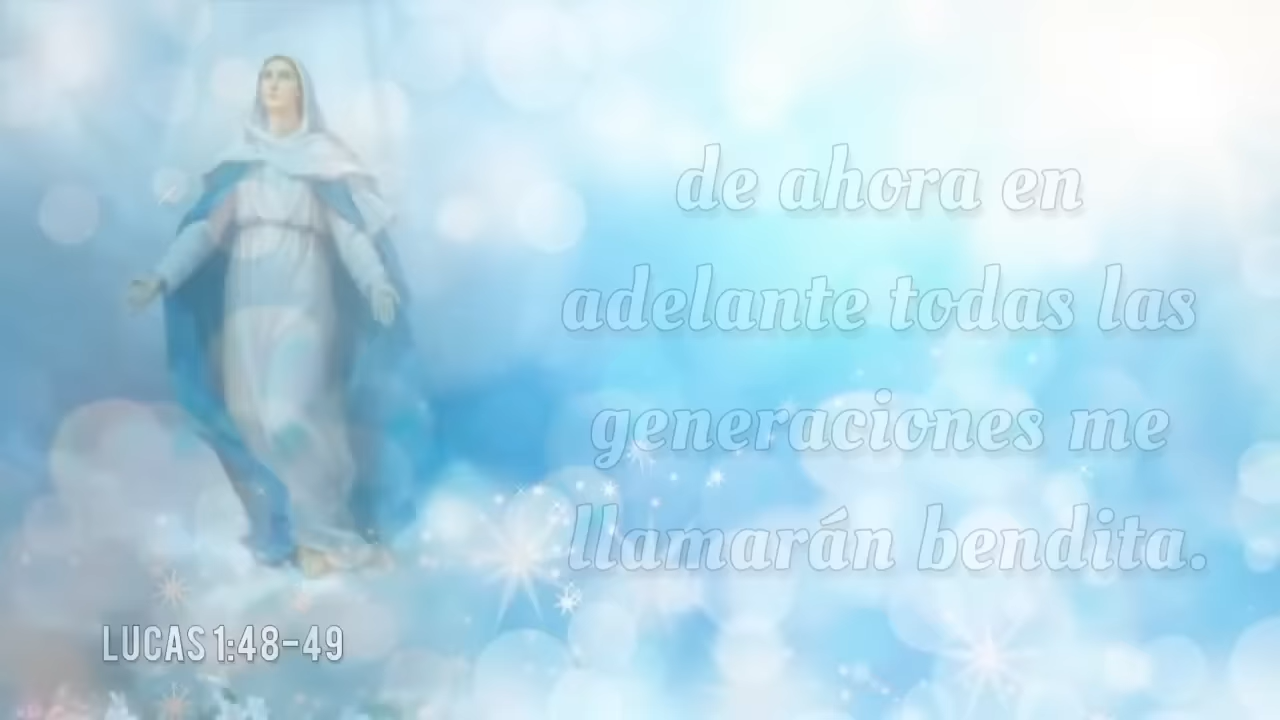 de ahora en
adelante todas las
generaciones me
llamarán bendita.
LUCAS 1:48-49